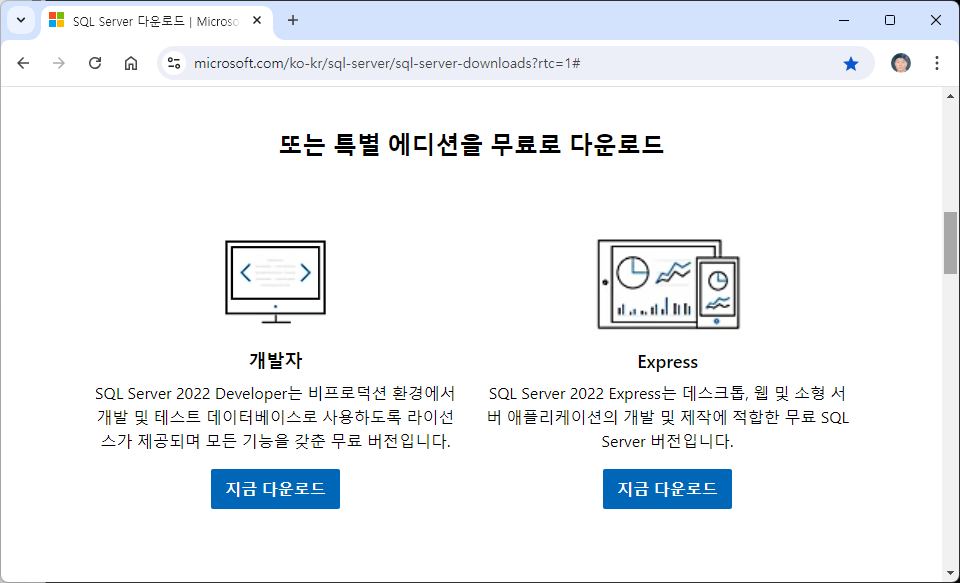 SQL Server 다운로드 | Microso
microsoft.com/ko-kr/sql-server/sql-server-downloads?rtc=1#
또는 특별 에디션을 무료로 다운로드
개발자
SQL Server 2022 Developer는 비프로덕션 환경에서
개발 및 테스트 데이터베이스로 사용하도록 라이선
스가 제공되며 모든 기능을 갖춘 무료 버전입니다.
지금 다운로드
Express
SQL Server 2022 Express는 데스크톱, 웹 및 소형 서
버 애플리케이션의 개발 및 제작에 적합한 무료 SQL
Server 버전입니다.
지금 다운로드